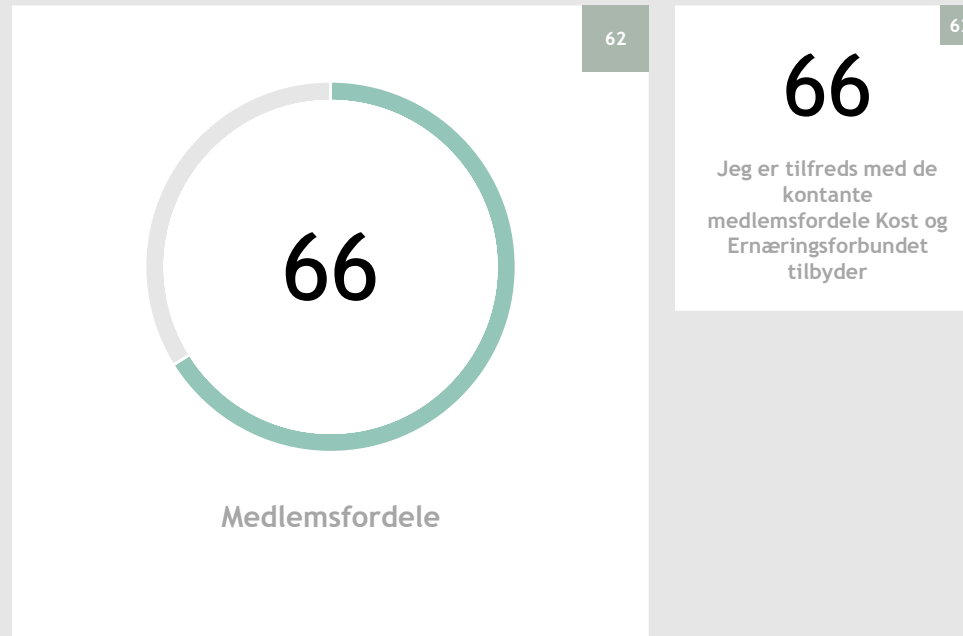 62
66
Medlemsfordele
66
Jeg er tilfreds med de
kontante
medlemsfordele Kost og
Ernæringsforbundet
tilbyder